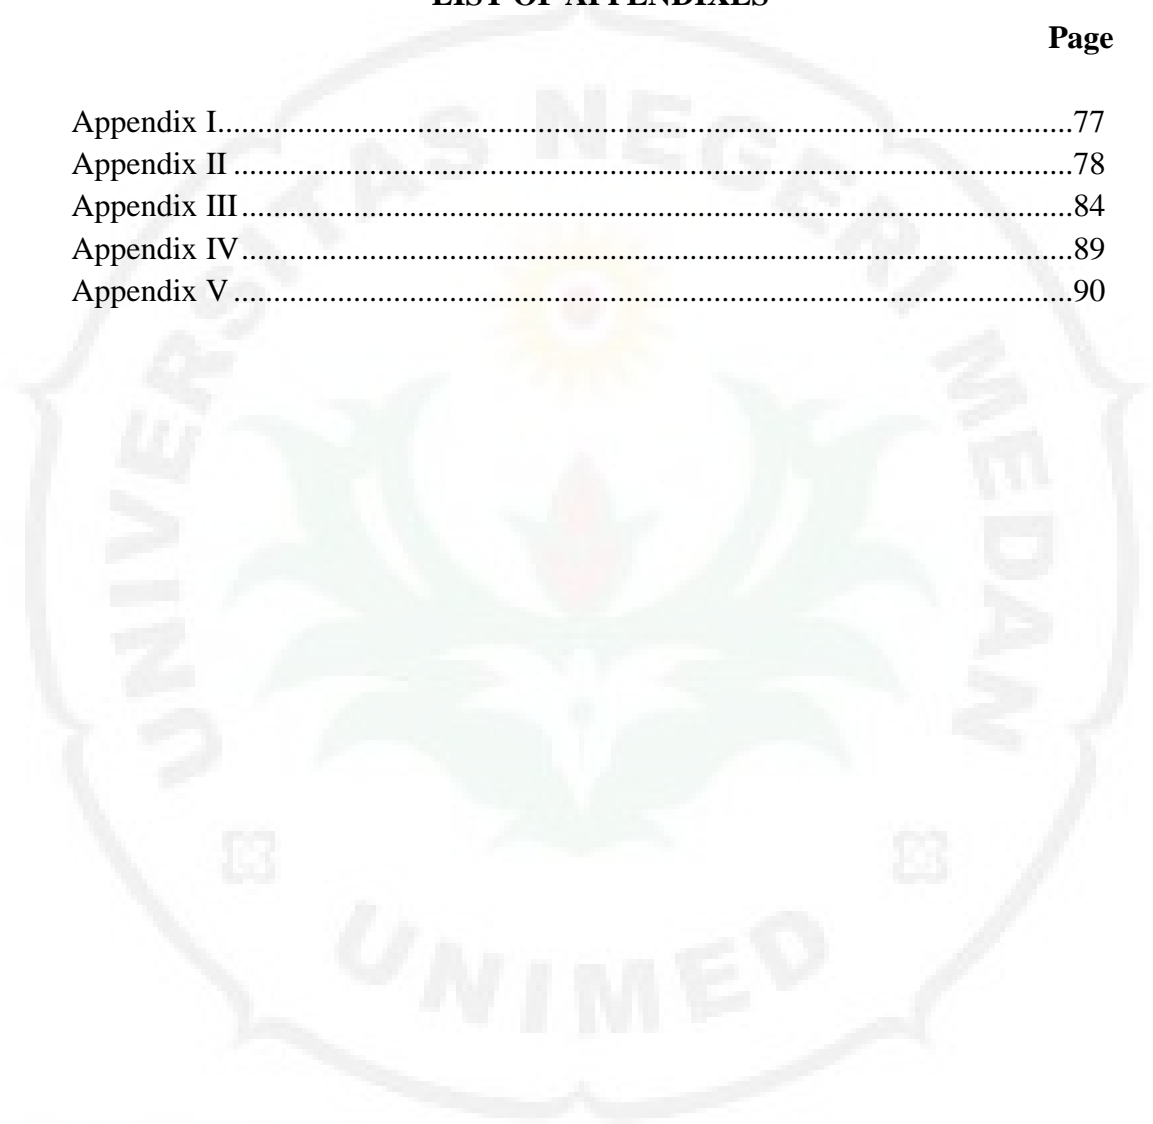 LIST OF APPENDIXES
Page
Appendix I....................................................................................................77
Appendix II ..................................................................................................78
Appendix III .................................................................................................84
Appendix IV .................................................................................................89
Appendix V ..................................................................................................90
UNIVERSITAS NEGERI MEDAN
UNIMED